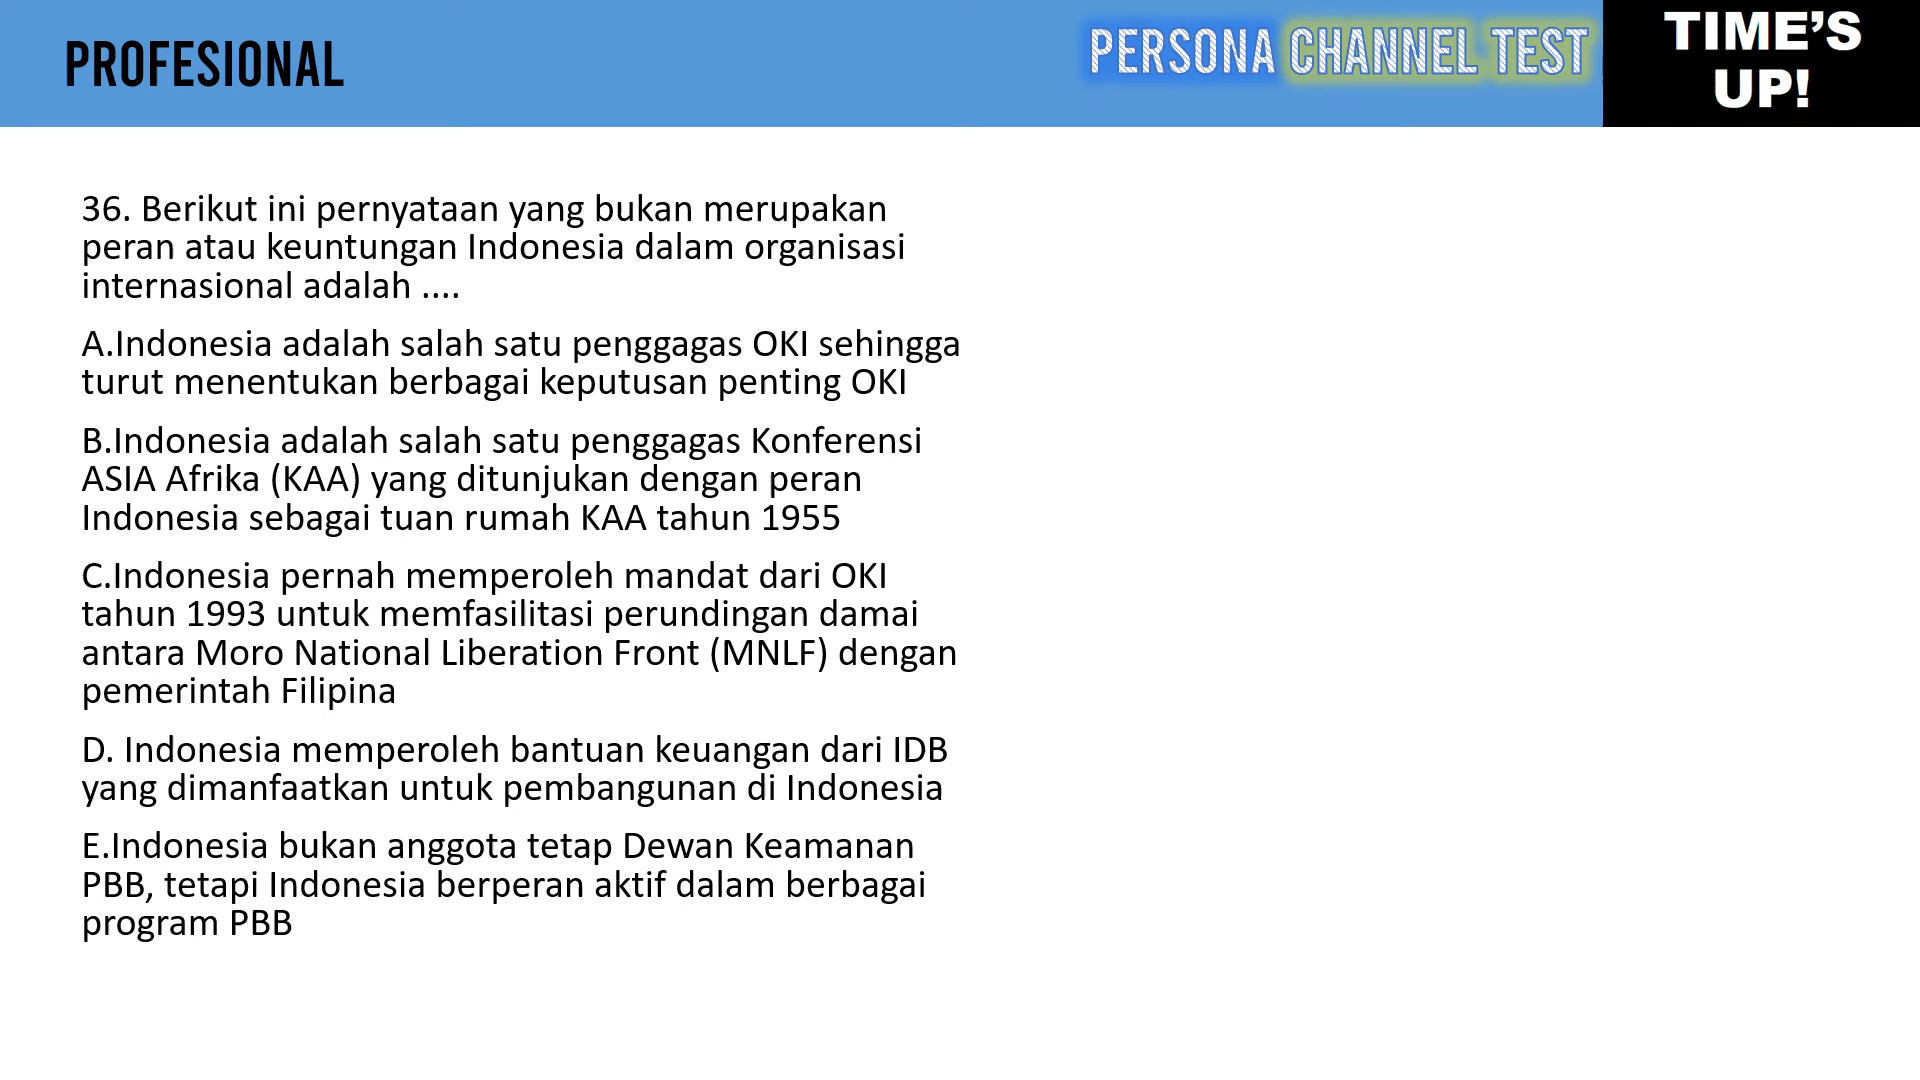 PROFESIONAL
PERSONA CHANNEL TEST
TIME’S
UP!
36. Berikut ini pernyataan yang bukan merupakan
peran atau keuntungan Indonesia dalam organisasi
internasional adalah ....
A.Indonesia adalah salah satu penggagas OKI sehingga
turut menentukan berbagai keputusan penting OKI
B.Indonesia adalah salah satu penggagas Konferensi
ASIA Afrika (KAA) yang ditunjukan dengan peran
Indonesia sebagai tuan rumah KAA tahun 1955
C.Indonesia pernah memperoleh mandat dari OKI
tahun 1993 untuk memfasilitasi perundingan damai
antara Moro National Liberation Front (MNLF) dengan
pemerintah Filipina
D. Indonesia memperoleh bantuan keuangan dari IDB
yang dimanfaatkan untuk pembangunan di Indonesia
E.Indonesia bukan anggota tetap Dewan Keamanan
PBB, tetapi Indonesia berperan aktif dalam berbagai
program PBB